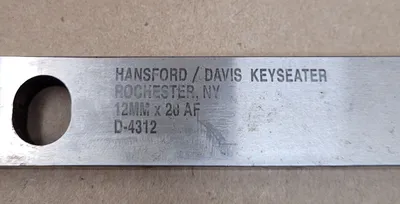 HANSFORD / DAVIS KEYSEATER
ROCHESTER, NY
12MM x 20 AF
D-4312